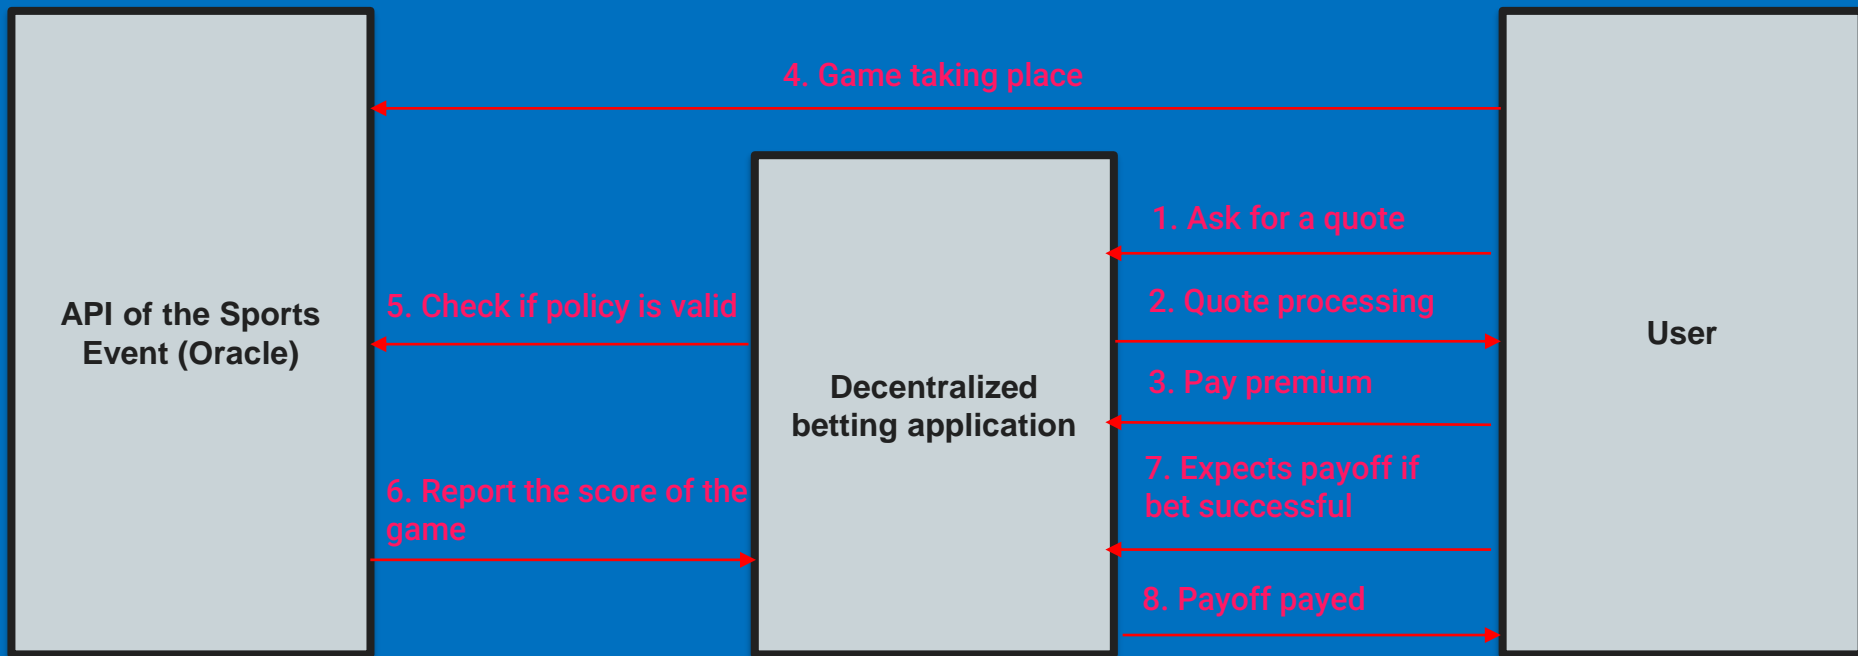 4. Game taking place
1. Ask for a quote
5. Check if policy is valid
2. Quote processing
API of the Sports
Event (Oracle)
User
Decentralized
betting application
3. Pay premium
7. Expects payoff if
bet successful
6. Report the score of the
game
8. Payoff payed